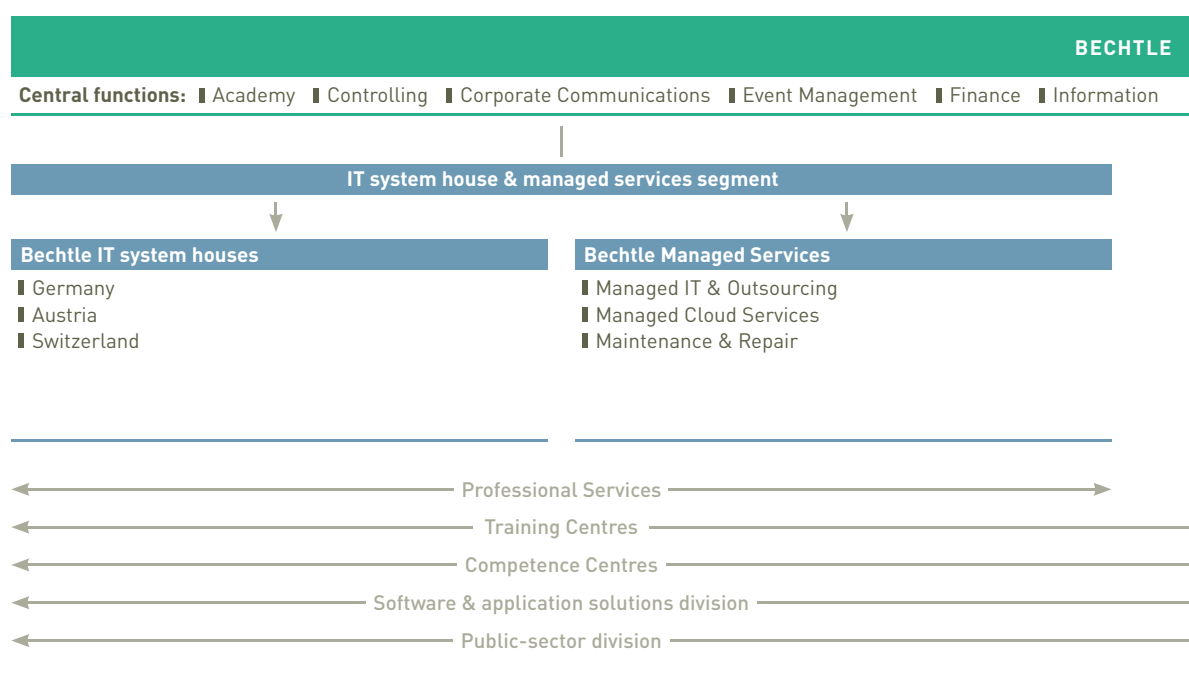 BECHTLE
Central functions: Academy Controlling Corporate Communications Event Management Finance Information
IT system house & managed services segment
Bechtle IT system houses
Germany
Austria
Switzerland
Bechtle Managed Services
Managed IT & Outsourcing
Managed Cloud Services
Maintenance & Repair
Professional Services
Training Centres
Competence Centres
Software & application solutions division
Public-sector division